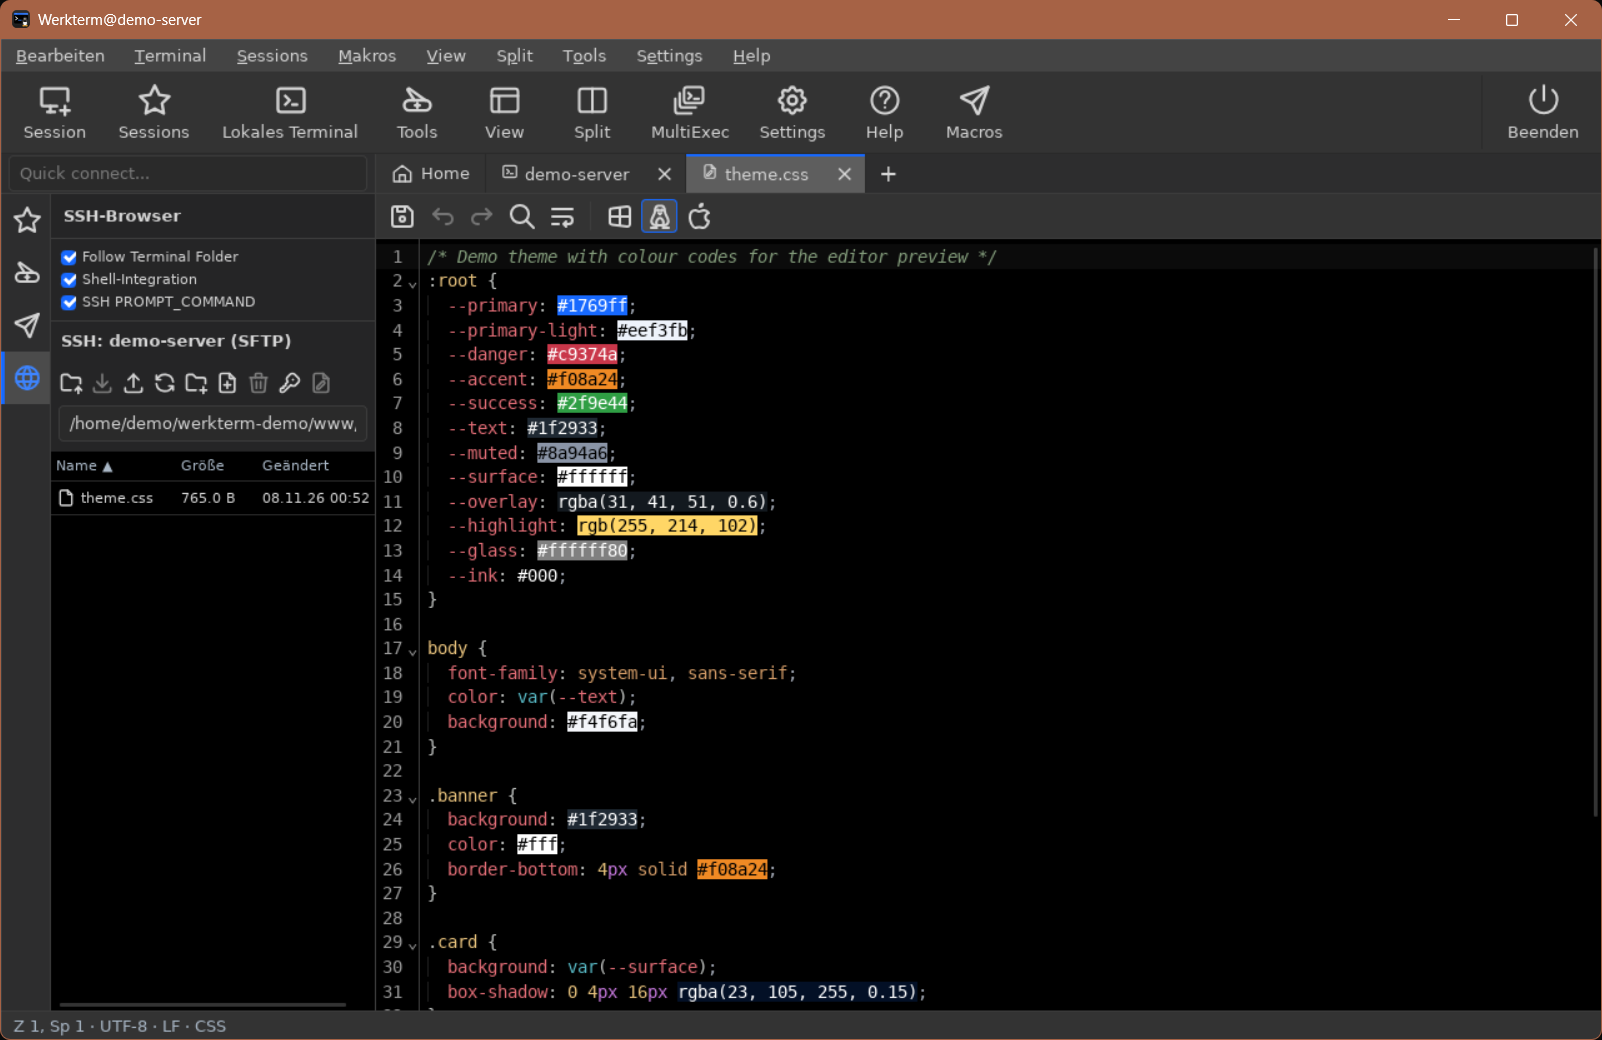 Werkterm@demo-server
Bearbeiten Terminal Sessions Makros View Split Tools Settings Help
Session Sessions Lokales Terminal Tools View Split MultiExec Settings Help Macros Beenden
Quick connect...
Home demo-server theme.css
SSH-Browser
Follow Terminal Folder
Shell-Integration
SSH PROMPT_COMMAND
SSH: demo-server (SFTP)
/home/demo/werkterm-demo/www,
Name ▲ Größe Geändert
theme.css 765.0 B 08.11.26 00:52
1 /* Demo theme with colour codes for the editor preview */
2 :root {
3 --primary: #1769ff;
4 --primary-light: #eef3fb;
5 --danger: #c9374a;
6 --accent: #f08a24;
7 --success: #2f9e44;
8 --text: #1f2933;
9 --muted: #8a94a6;
10 --surface: #ffffff;
11 --overlay: rgba(31, 41, 51, 0.6);
12 --highlight: rgb(255, 214, 102);
13 --glass: #ffffff80;
14 --ink: #000;
15 }
16
17 body {
18 font-family: system-ui, sans-serif;
19 color: var(--text);
20 background: #f4f6fa;
21 }
22
23 .banner {
24 background: #1f2933;
25 color: #fff;
26 border-bottom: 4px solid #f08a24;
27 }
28
29 .card {
30 background: var(--surface);
31 box-shadow: 0 4px 16px rgba(23, 105, 255, 0.15);
Z 1, Sp 1 · UTF-8 · LF · CSS